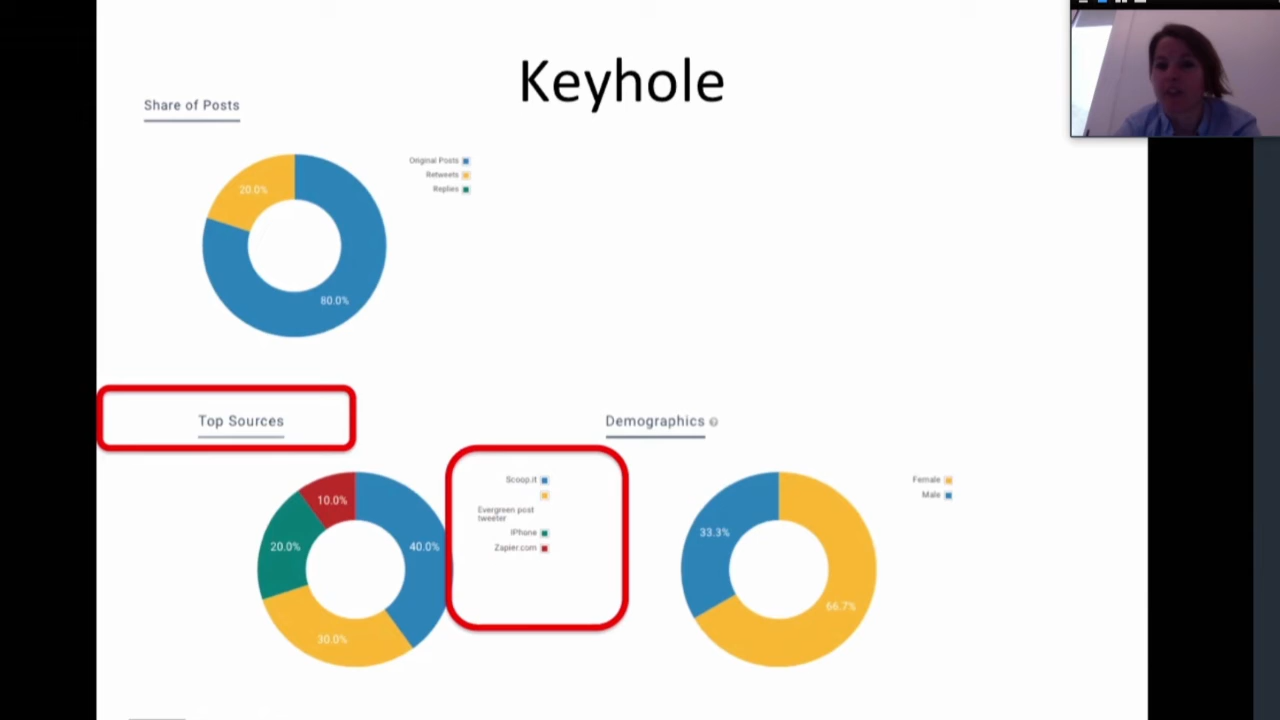 Keyhole
Share of Posts
Original Posts
Retweets
Replies
20.0%
80.0%
Top Sources
Demographics
Scoop.it
Evergreen post
tweeter
IPhone
Zapier.com
10.0%
40.0%
20.0%
30.0%
Female
Male
33.3%
66.7%